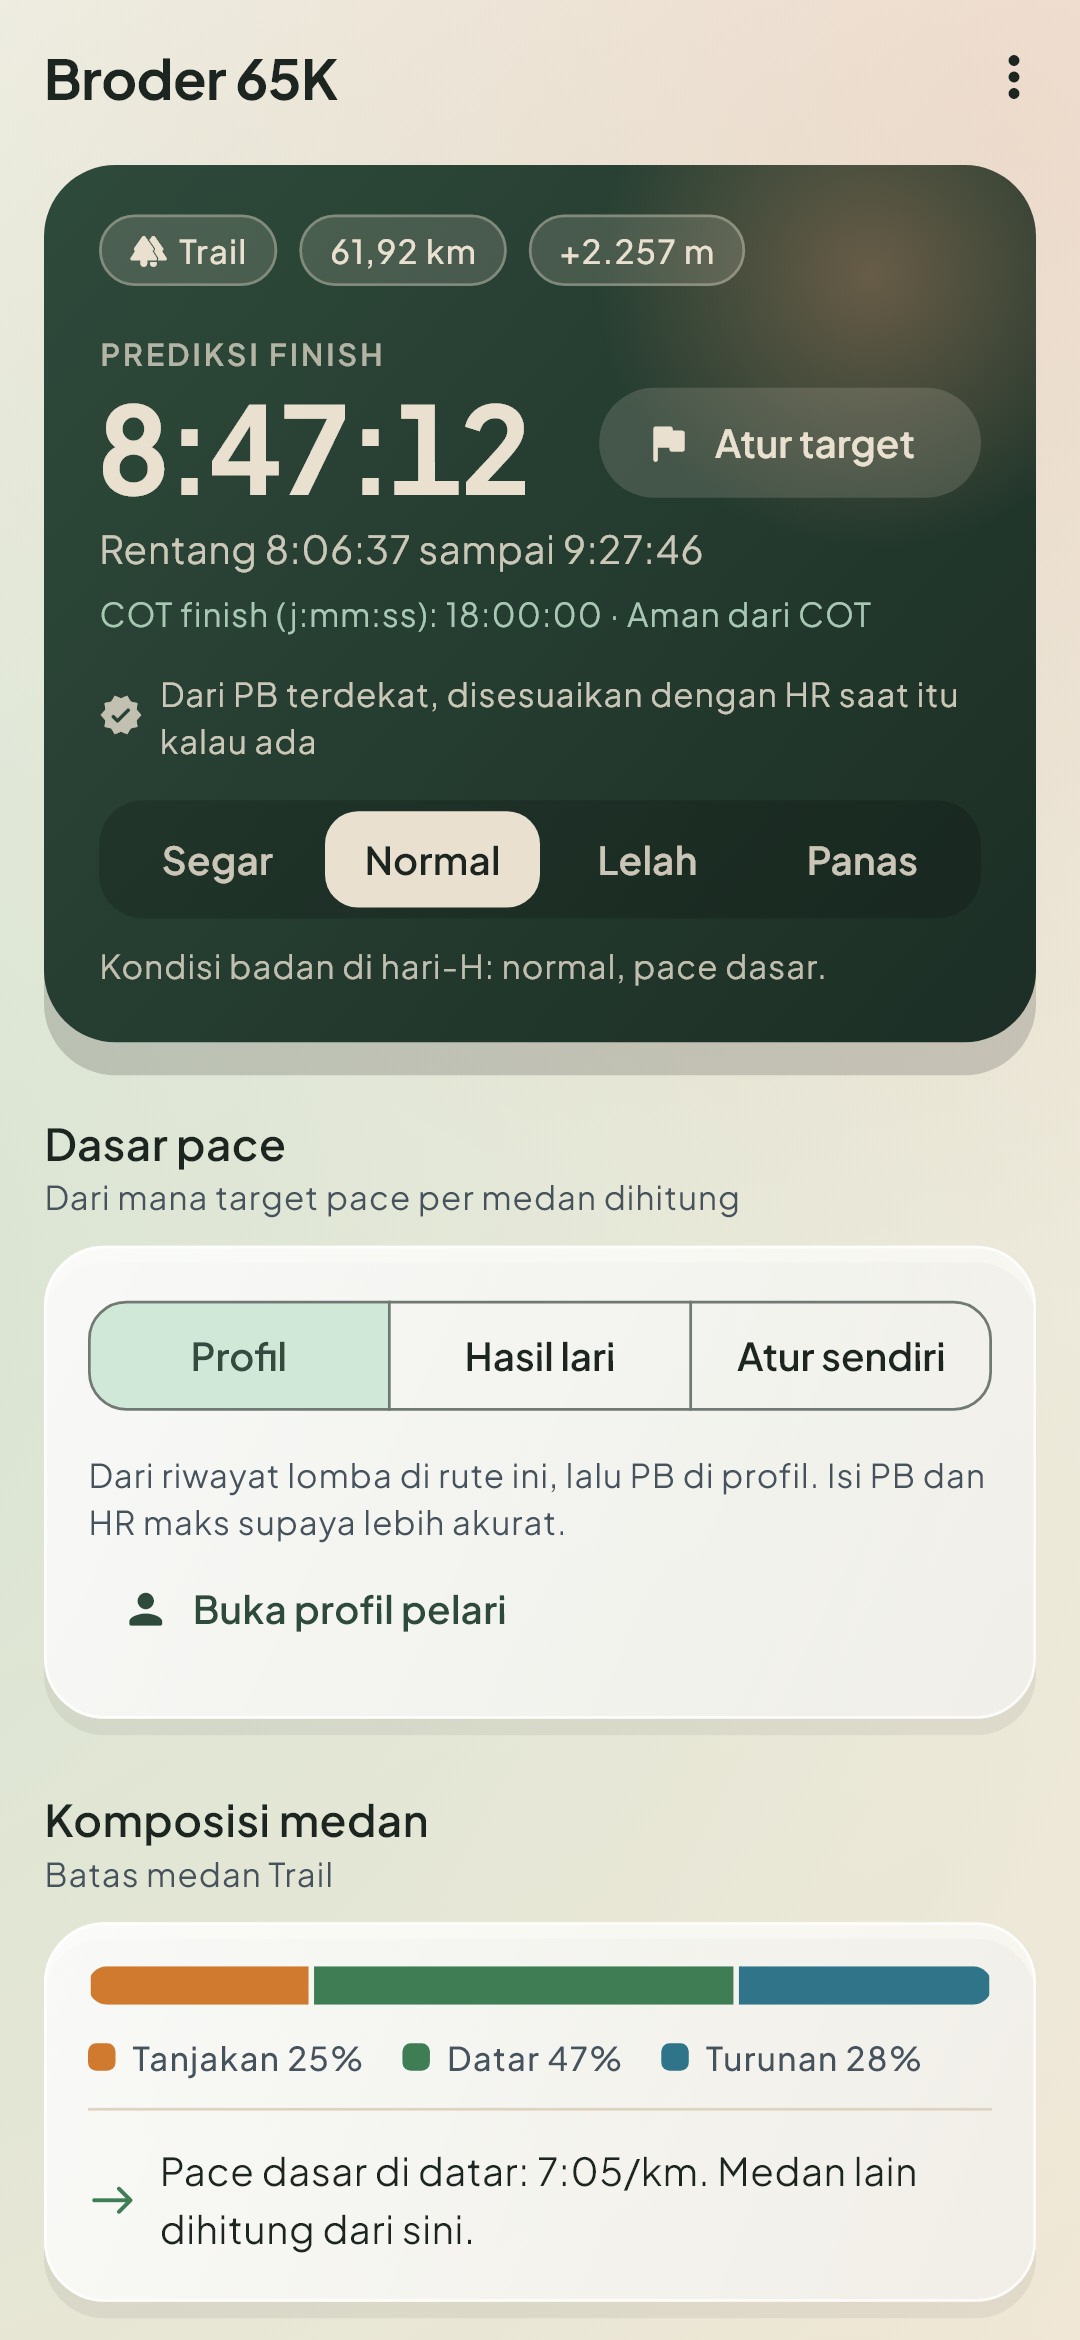 Broder 65K
Trail
61,92 km
+2.257 m
PREDIKSI FINISH
8:47:12
Atur target
Rentang 8:06:37 sampai 9:27:46
COT finish (j:mm:ss): 18:00:00 · Aman dari COT
Dari PB terdekat, disesuaikan dengan HR saat itu
kalau ada
Segar
Normal
Lelah
Panas
Kondisi badan di hari-H: normal, pace dasar.
Dasar pace
Dari mana target pace per medan dihitung
Profil
Hasil lari
Atur sendiri
Dari riwayat lomba di rute ini, lalu PB di profil. Isi PB dan
HR maks supaya lebih akurat.
Buka profil pelari
Komposisi medan
Batas medan Trail
Tanjakan 25%
Datar 47%
Turunan 28%
Pace dasar di datar: 7:05/km. Medan lain
dihitung dari sini.